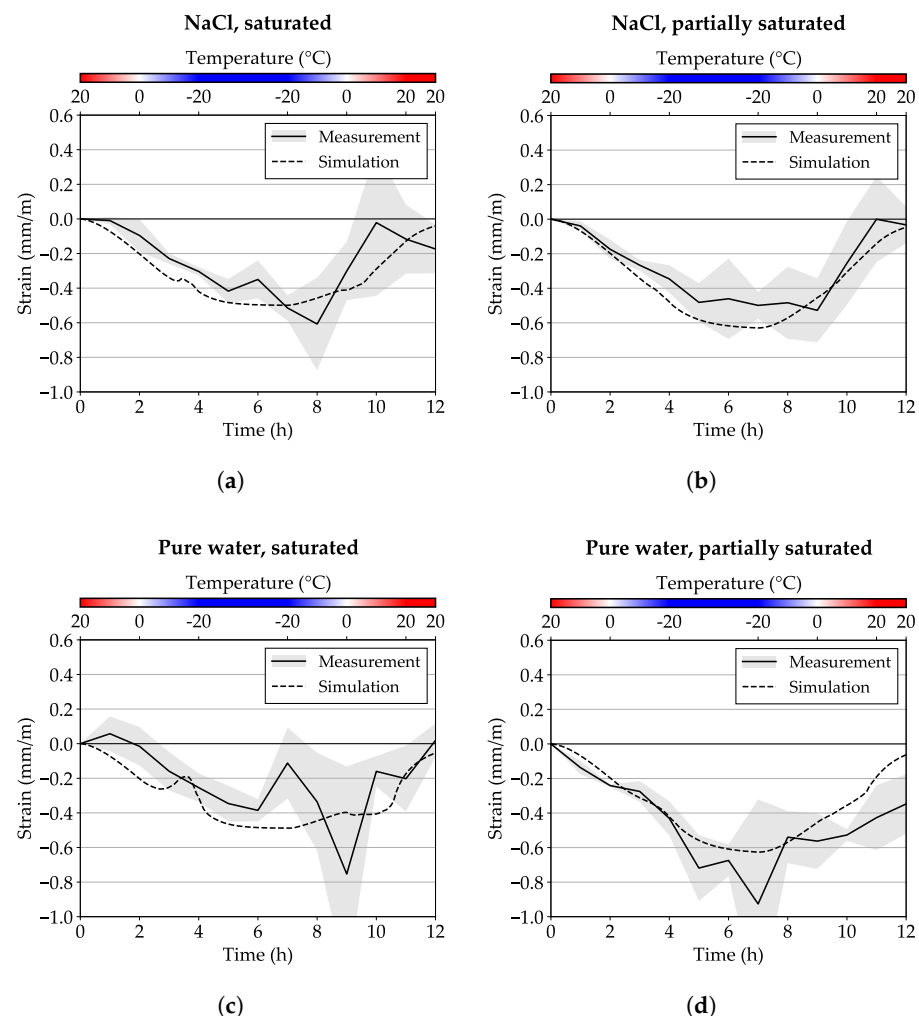 NaCl, saturated
Temperature (°C)
20 0 -20 -20 0 20 20
0.6
0.4
0.2
0.0
−0.2
−0.4
−0.6
−0.8
−1.0
Strain (mm/m)
Measurement
Simulation
0 2 4 6 8 10 12
Time (h)
(a)
NaCl, partially saturated
Temperature (°C)
20 0 -20 -20 0 20 20
0.6
0.4
0.2
0.0
−0.2
−0.4
−0.6
−0.8
−1.0
Strain (mm/m)
Measurement
Simulation
0 2 4 6 8 10 12
Time (h)
(b)
Pure water, saturated
Temperature (°C)
20 0 -20 -20 0 20 20
0.6
0.4
0.2
0.0
−0.2
−0.4
−0.6
−0.8
−1.0
Strain (mm/m)
Measurement
Simulation
0 2 4 6 8 10 12
Time (h)
(c)
Pure water, partially saturated
Temperature (°C)
20 0 -20 -20 0 20 20
0.6
0.4
0.2
0.0
−0.2
−0.4
−0.6
−0.8
−1.0
Strain (mm/m)
Measurement
Simulation
0 2 4 6 8 10 12
Time (h)
(d)